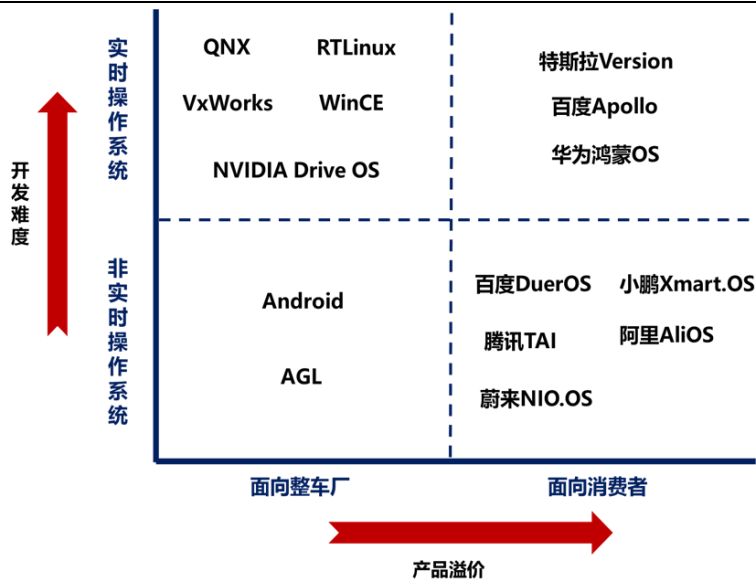 开发难度
实时操作系统
QNX RTLinux
VxWorks WinCE
NVIDIA Drive OS
特斯拉Version
百度Apollo
华为鸿蒙OS
非实时操作系统
Android
AGL
百度DuerOS 小鹏Xmart.OS
腾讯TAI 阿里AliOS
蔚来NIO.OS
面向整车厂 面向消费者
产品溢价